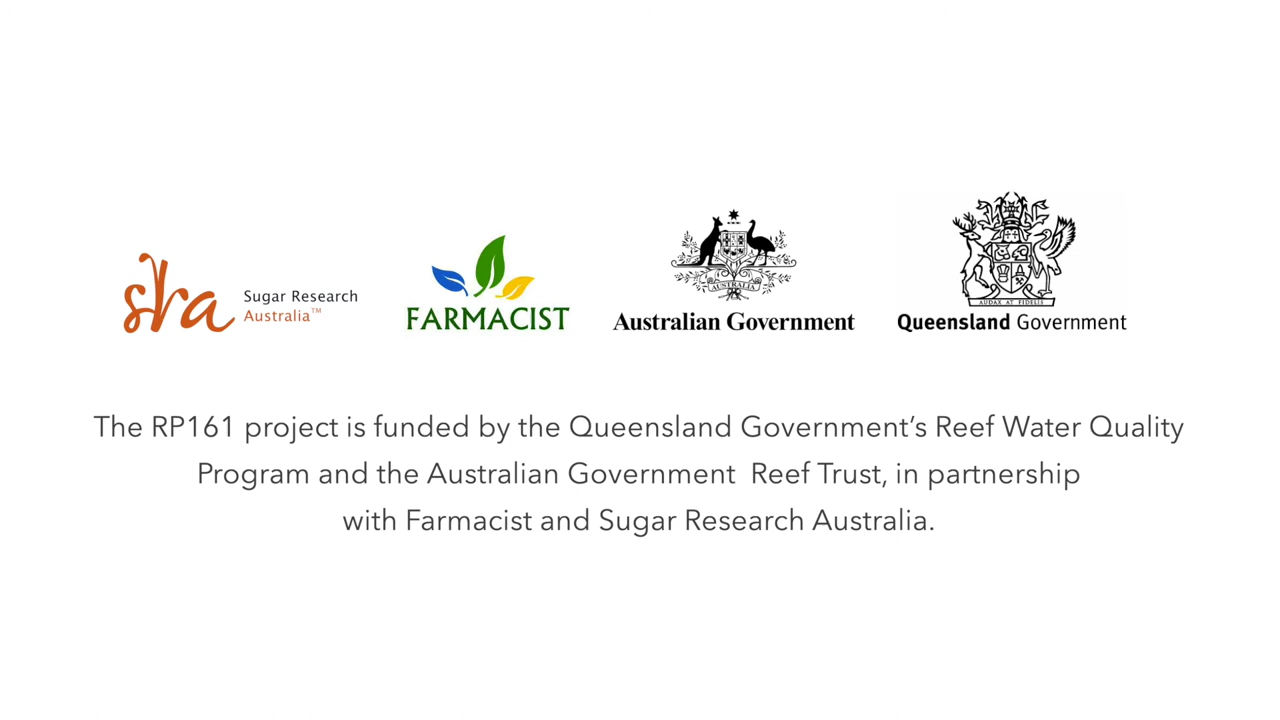 sra
Sugar Research
Australia™
FARMACIST
AUSTRALIA
Australian Government
AUDAX AT FIDELIS
Queensland Government
The RP161 project is funded by the Queensland Government’s Reef Water Quality
Program and the Australian Government  Reef Trust, in partnership
with Farmacist and Sugar Research Australia.